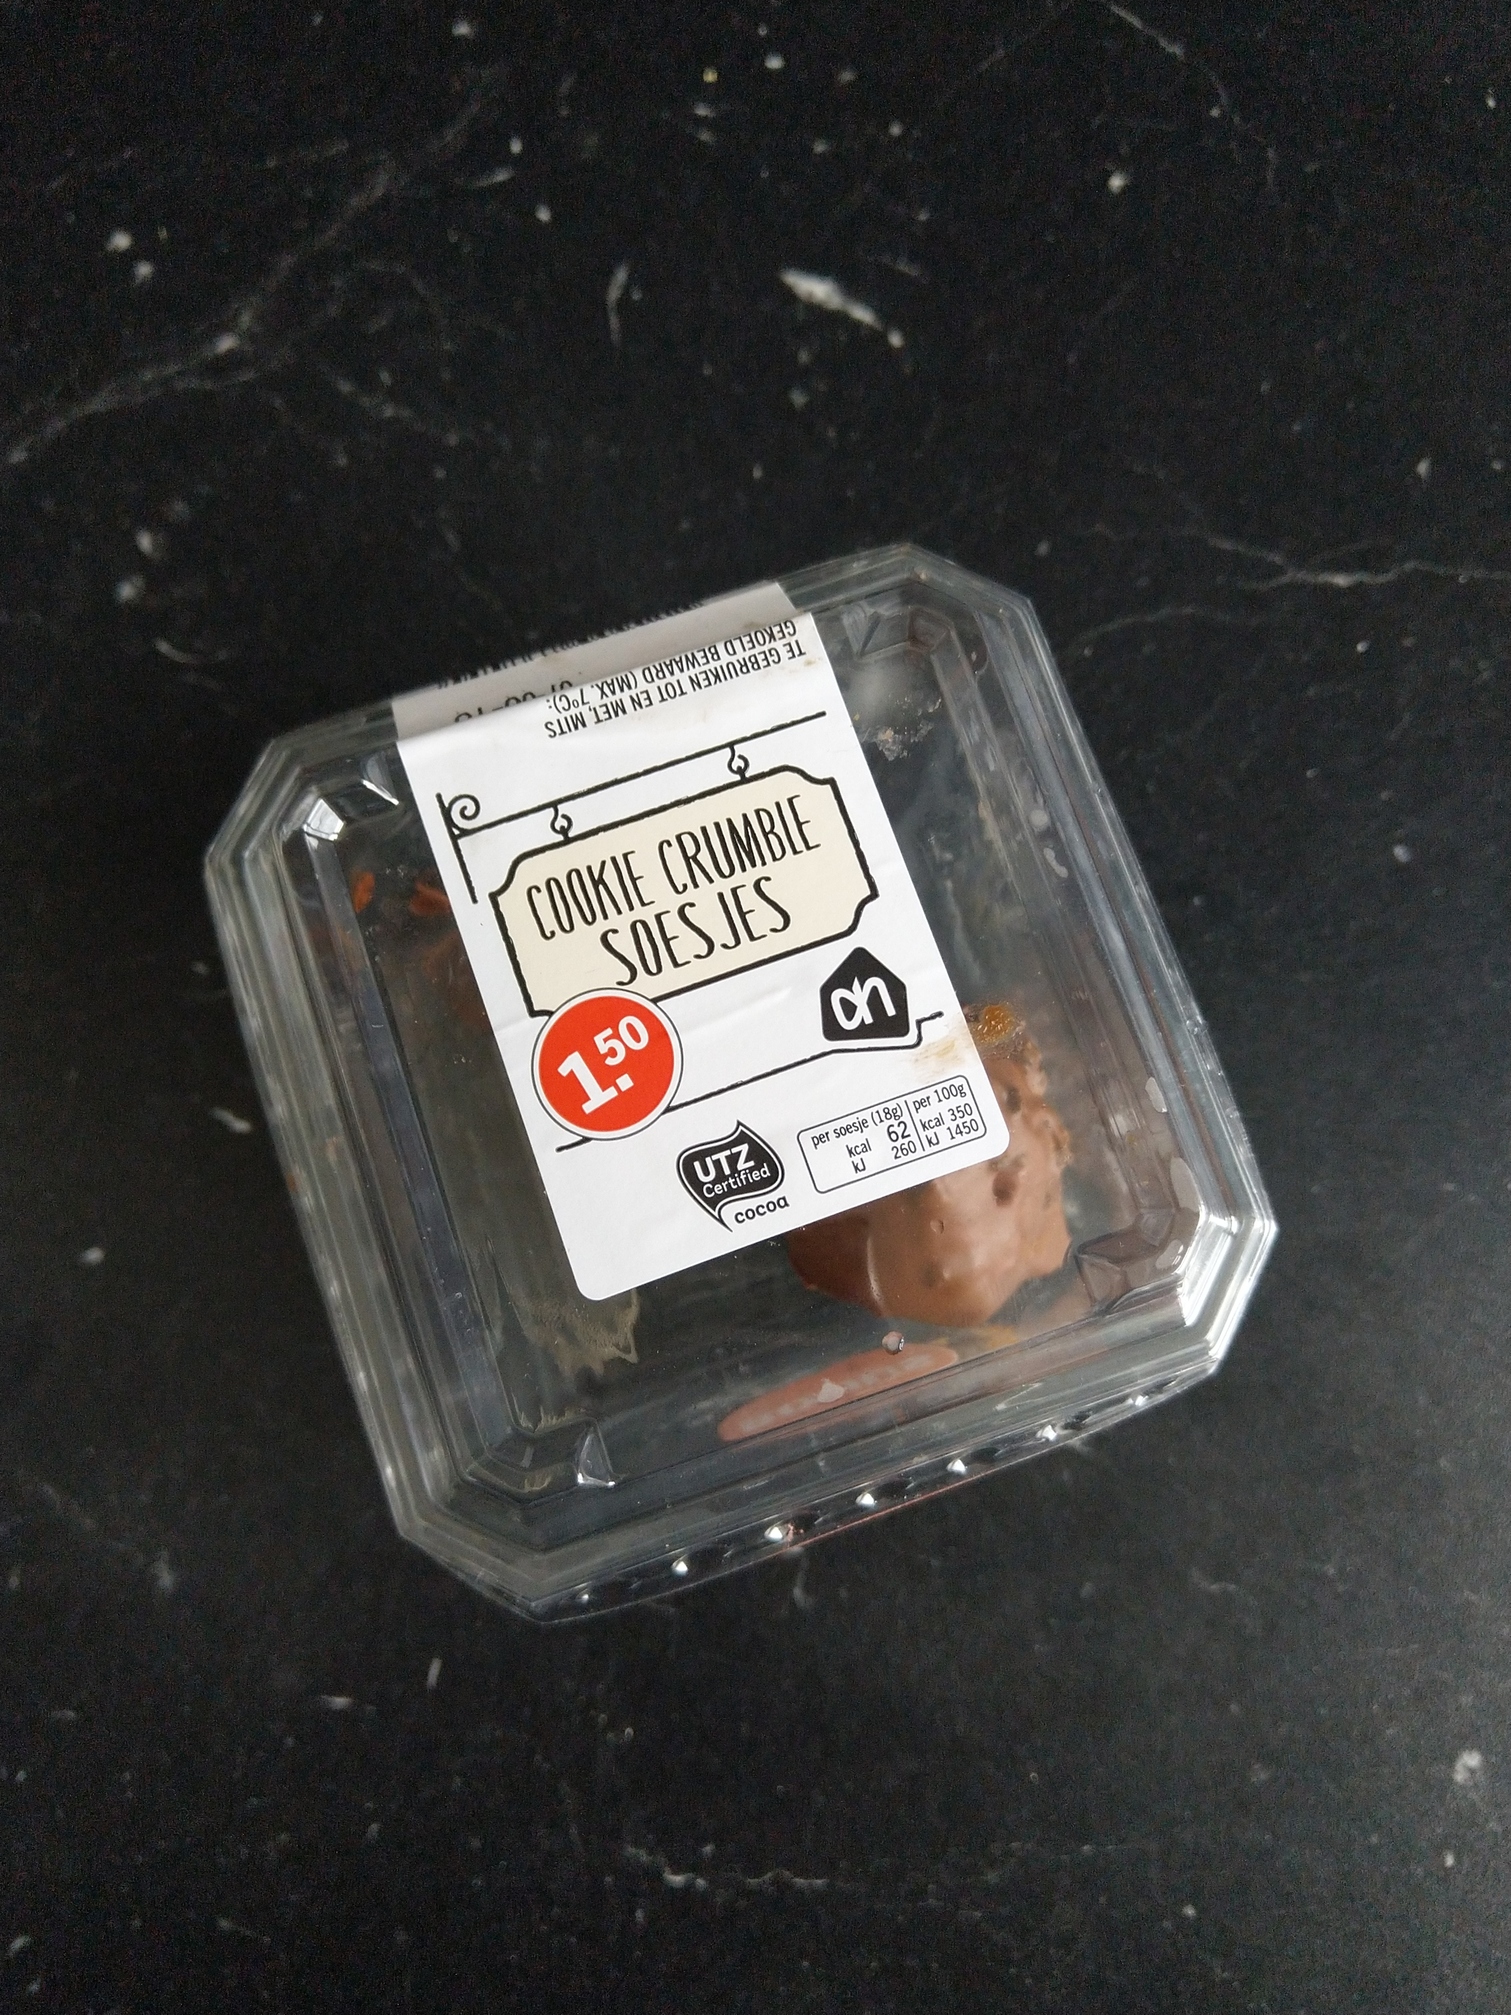 TE GEBRUIKEN TOT EN MET, MITS
GEKOELD BEWAARD (MAX. 7°C):
COOKIE CRUMBLE
SOESJES
ah
1.50
UTZ
Certified
cocoa
per soesje (18g) per 100g
kcal 62 kcal 350
kJ 260 kJ 1450